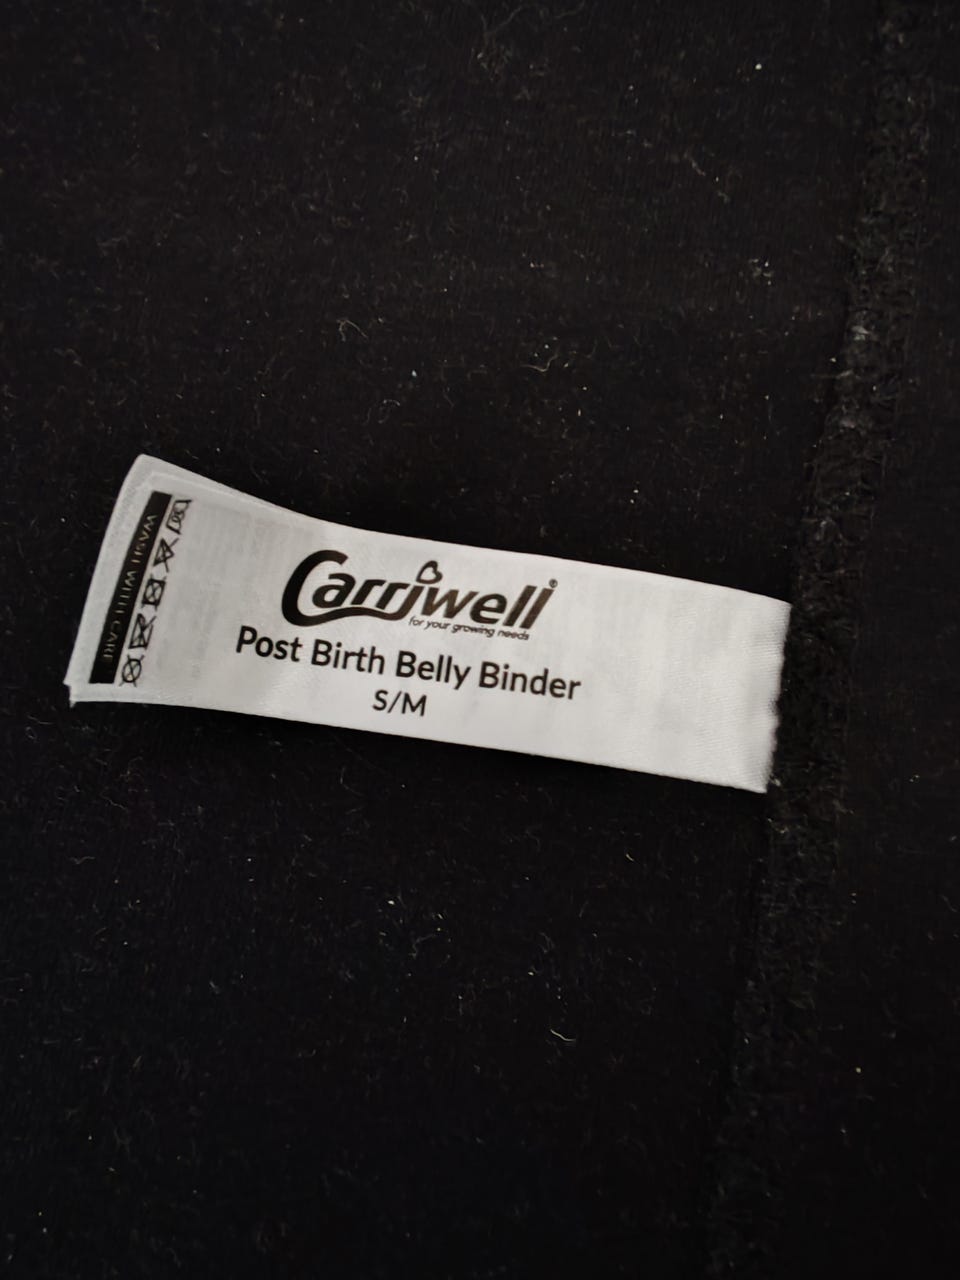 Carriwell®
for your growing needs
Post Birth Belly Binder
S/M
WASH WITH CARE